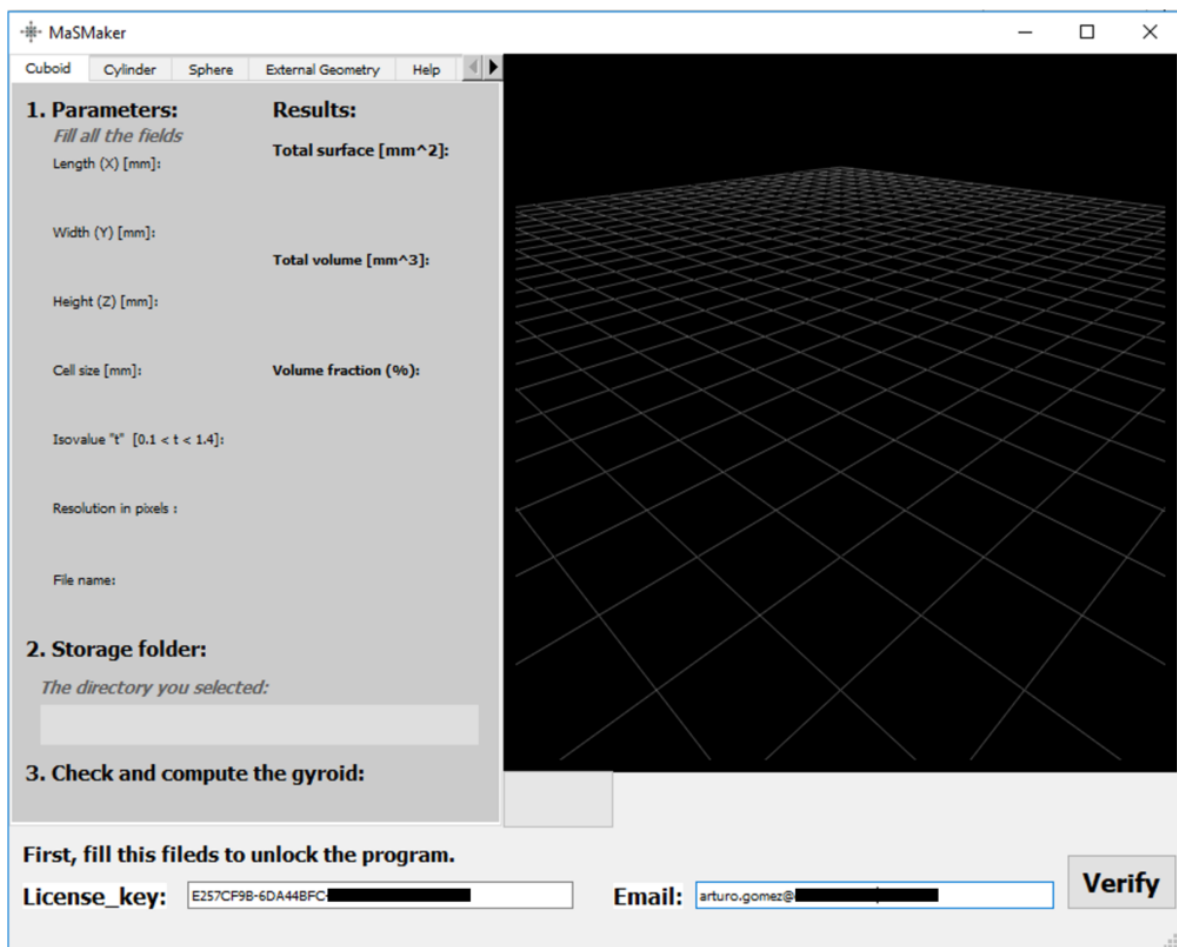 MaSMaker
Cuboid Cylinder Sphere External Geometry Help
1. Parameters:
Fill all the fields
Length (X) [mm]:
Width (Y) [mm]:
Height (Z) [mm]:
Cell size [mm]:
Isovalue "t" [0.1 < t < 1.4]:
Resolution in pixels :
File name:
Results:
Total surface [mm^2]:
Total volume [mm^3]:
Volume fraction (%):
2. Storage folder:
The directory you selected:
3. Check and compute the gyroid:
First, fill this fileds to unlock the program.
License_key: E257CF9B-6DA44BFC- Email: arturo.gomez@ Verify